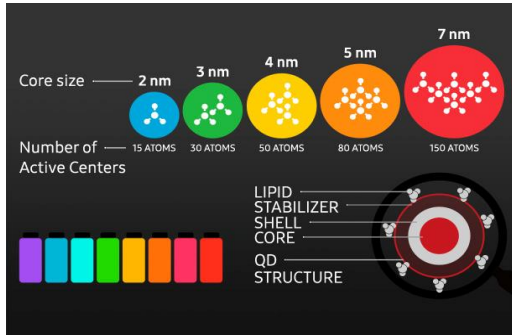 Core size
2 nm
3 nm
4 nm
5 nm
7 nm
Number of
Active Centers
15 ATOMS
30 ATOMS
50 ATOMS
80 ATOMS
150 ATOMS
LIPID
STABILIZER
SHELL
CORE
QD
STRUCTURE